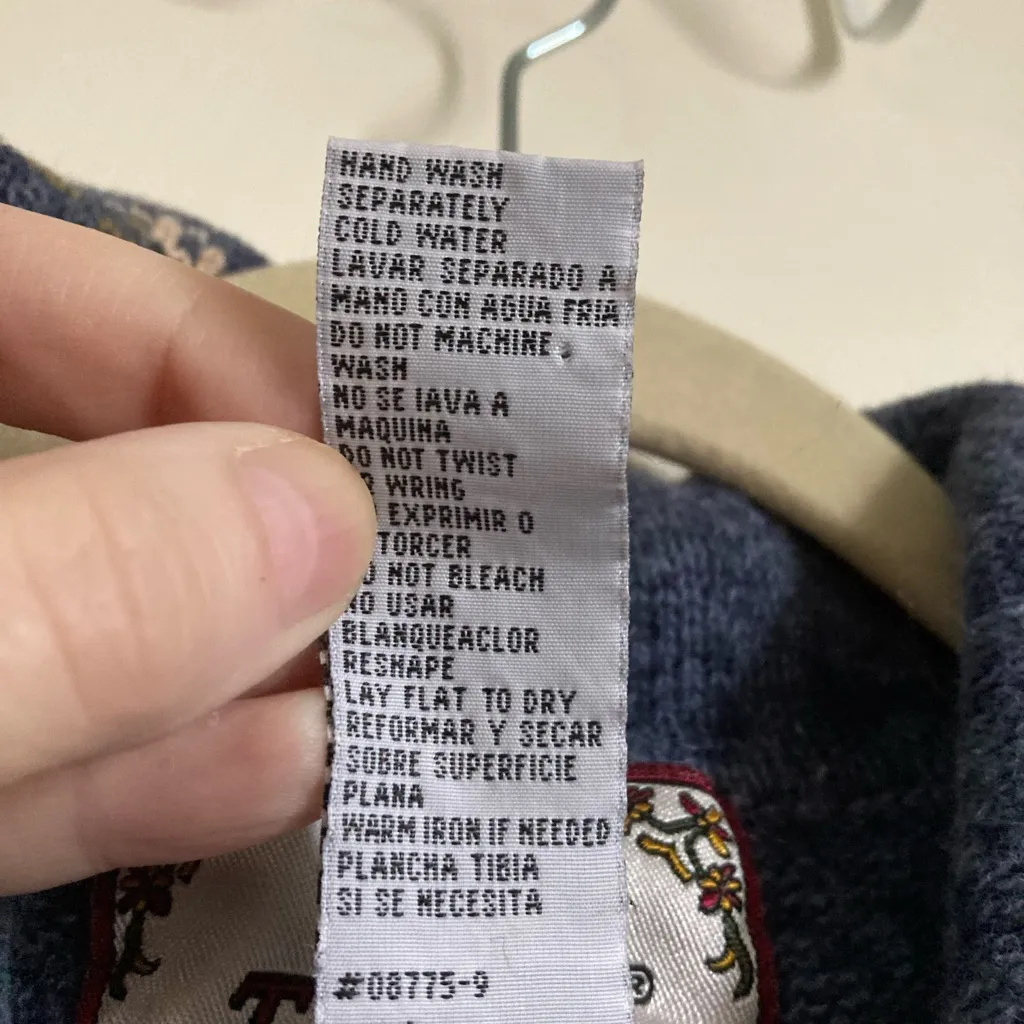 HAND WASH
SEPARATELY
COLD WATER
LAVAR SEPARADO A
MANO CON AGUA FRIA
DO NOT MACHINE
WASH
NO SE IAVA A
MAQUINA
DO NOT TWIST
WRING
EXPRIMIR O
TORCER
NOT BLEACH
NO USAR
BLANQUEACLOR
RESHAPE
LAY FLAT TO DRY
REFORMAR Y SECAR
SOBRE SUPERFICIE
PLANA
WARM IRON IF NEEDED
PLANCHA TIBIA
SI SE NECESITA
#08775-9
T
®